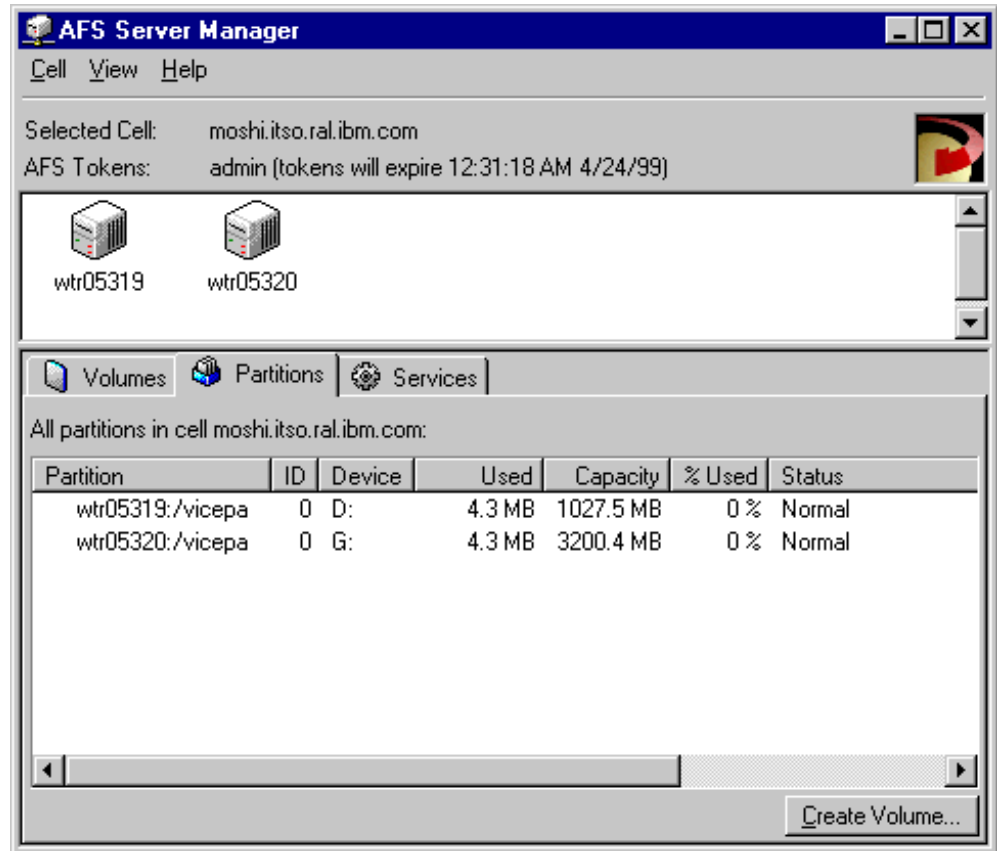 AFS Server Manager
Cell View Help
Selected Cell: moshi.itso.ral.ibm.com
AFS Tokens: admin (tokens will expire 12:31:18 AM 4/24/99)
wtr05319 wtr05320
Volumes Partitions Services
All partitions in cell moshi.itso.ral.ibm.com:
Partition ID Device Used Capacity % Used Status
wtr05319:/vicepa 0 D: 4.3 MB 1027.5 MB 0 % Normal
wtr05320:/vicepa 0 G: 4.3 MB 3200.4 MB 0 % Normal
Create Volume...